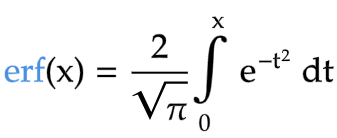 erf(x) = 2/√π ∫₀ˣ e^(-t²) dt